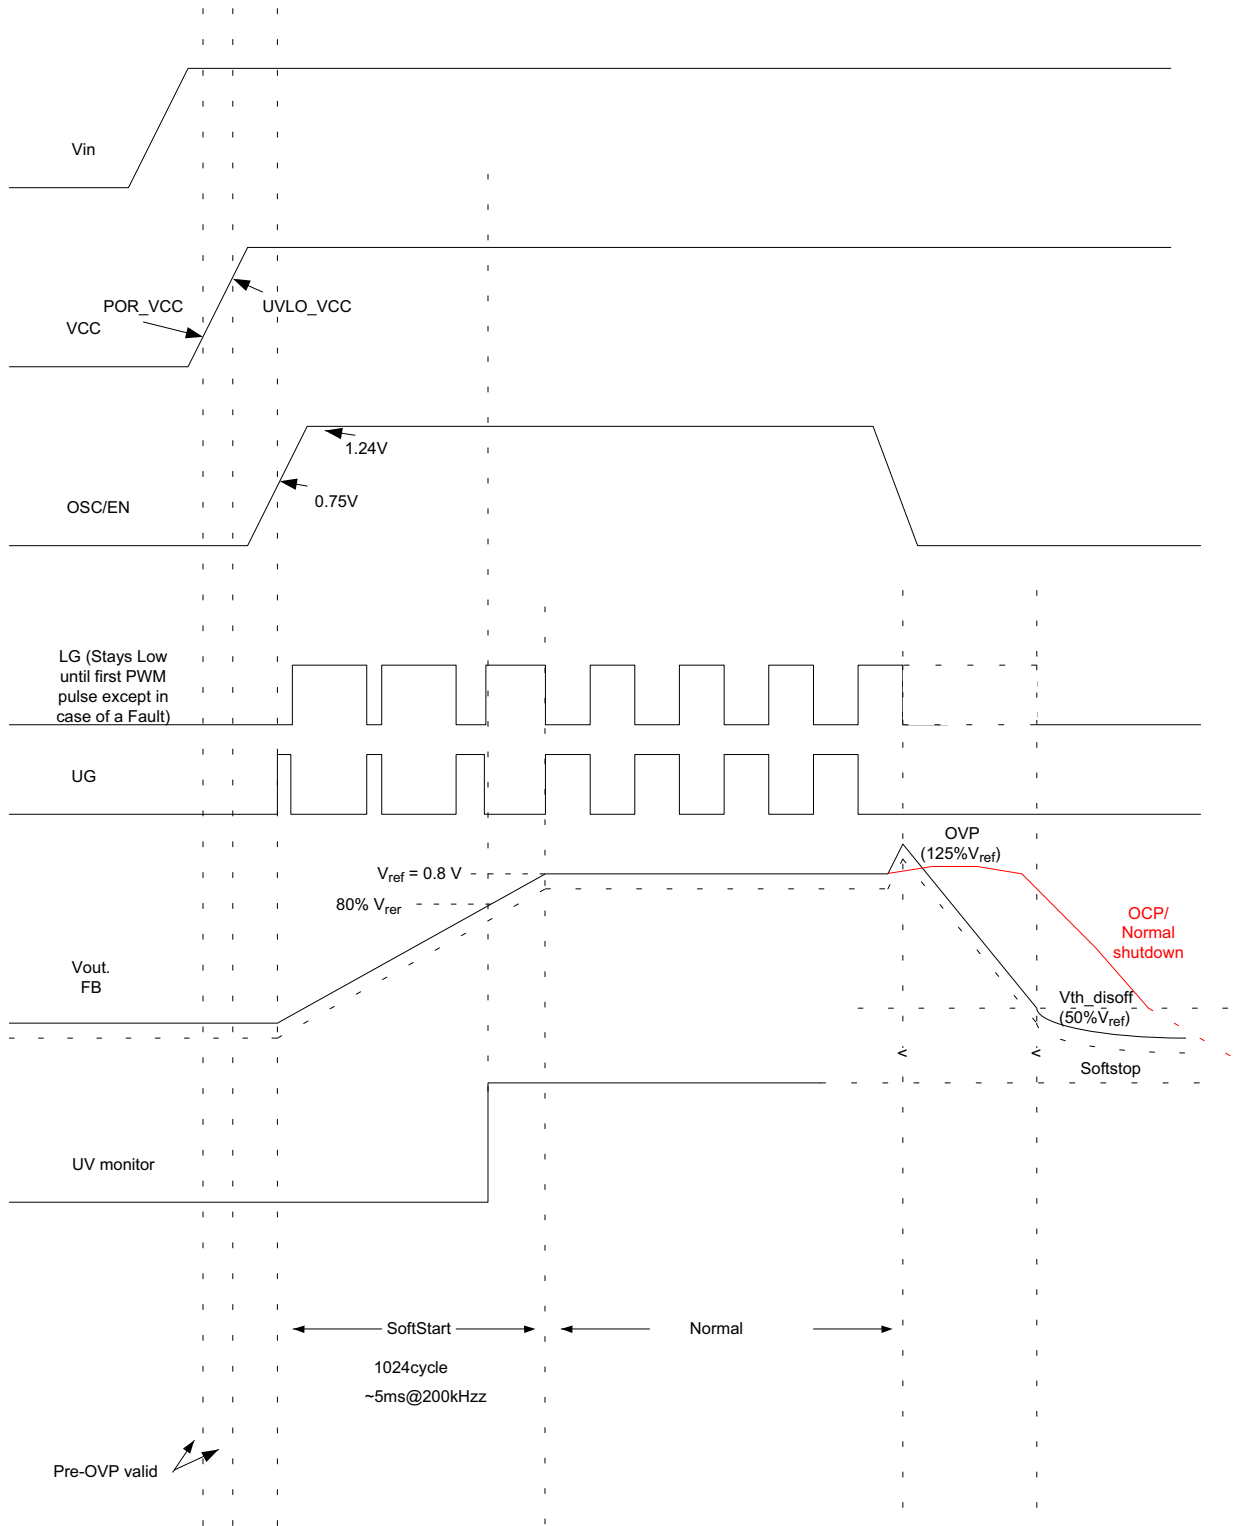 Vin
POR_VCC
UVLO_VCC
VCC
1.24V
0.75V
OSC/EN
LG (Stays Low
until first PWM
pulse except in
case of a Fault)
UG
OVP
(125%Vref)
Vref = 0.8 V
80% Vrer
OCP/
Normal
shutdown
Vout.
FB
Vth_disoff
(50%Vref)
Softstop
UV monitor
SoftStart
Normal
1024cycle
~5ms@200kHzz
Pre-OVP valid